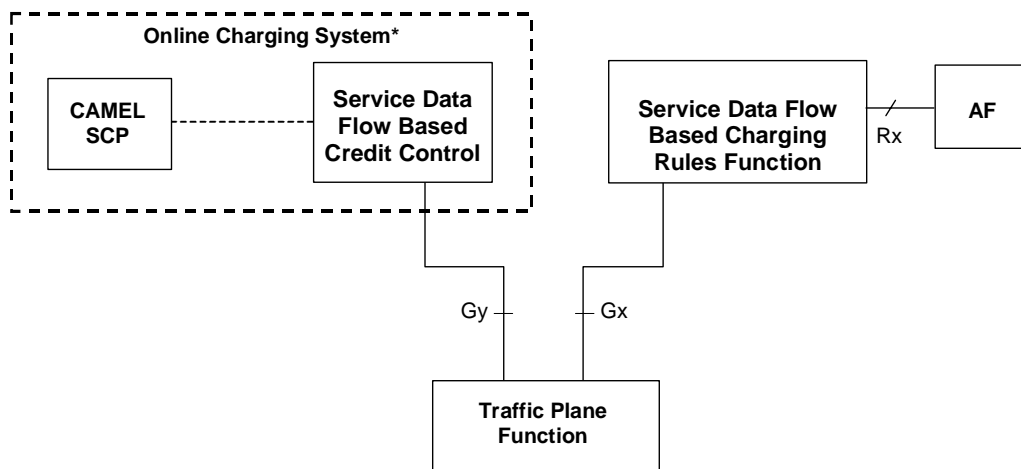 Online Charging System*
CAMEL
SCP
Service Data
Flow Based
Credit Control
Service Data Flow
Based Charging
Rules Function
AF
Rx
Gy
Gx
Traffic Plane
Function